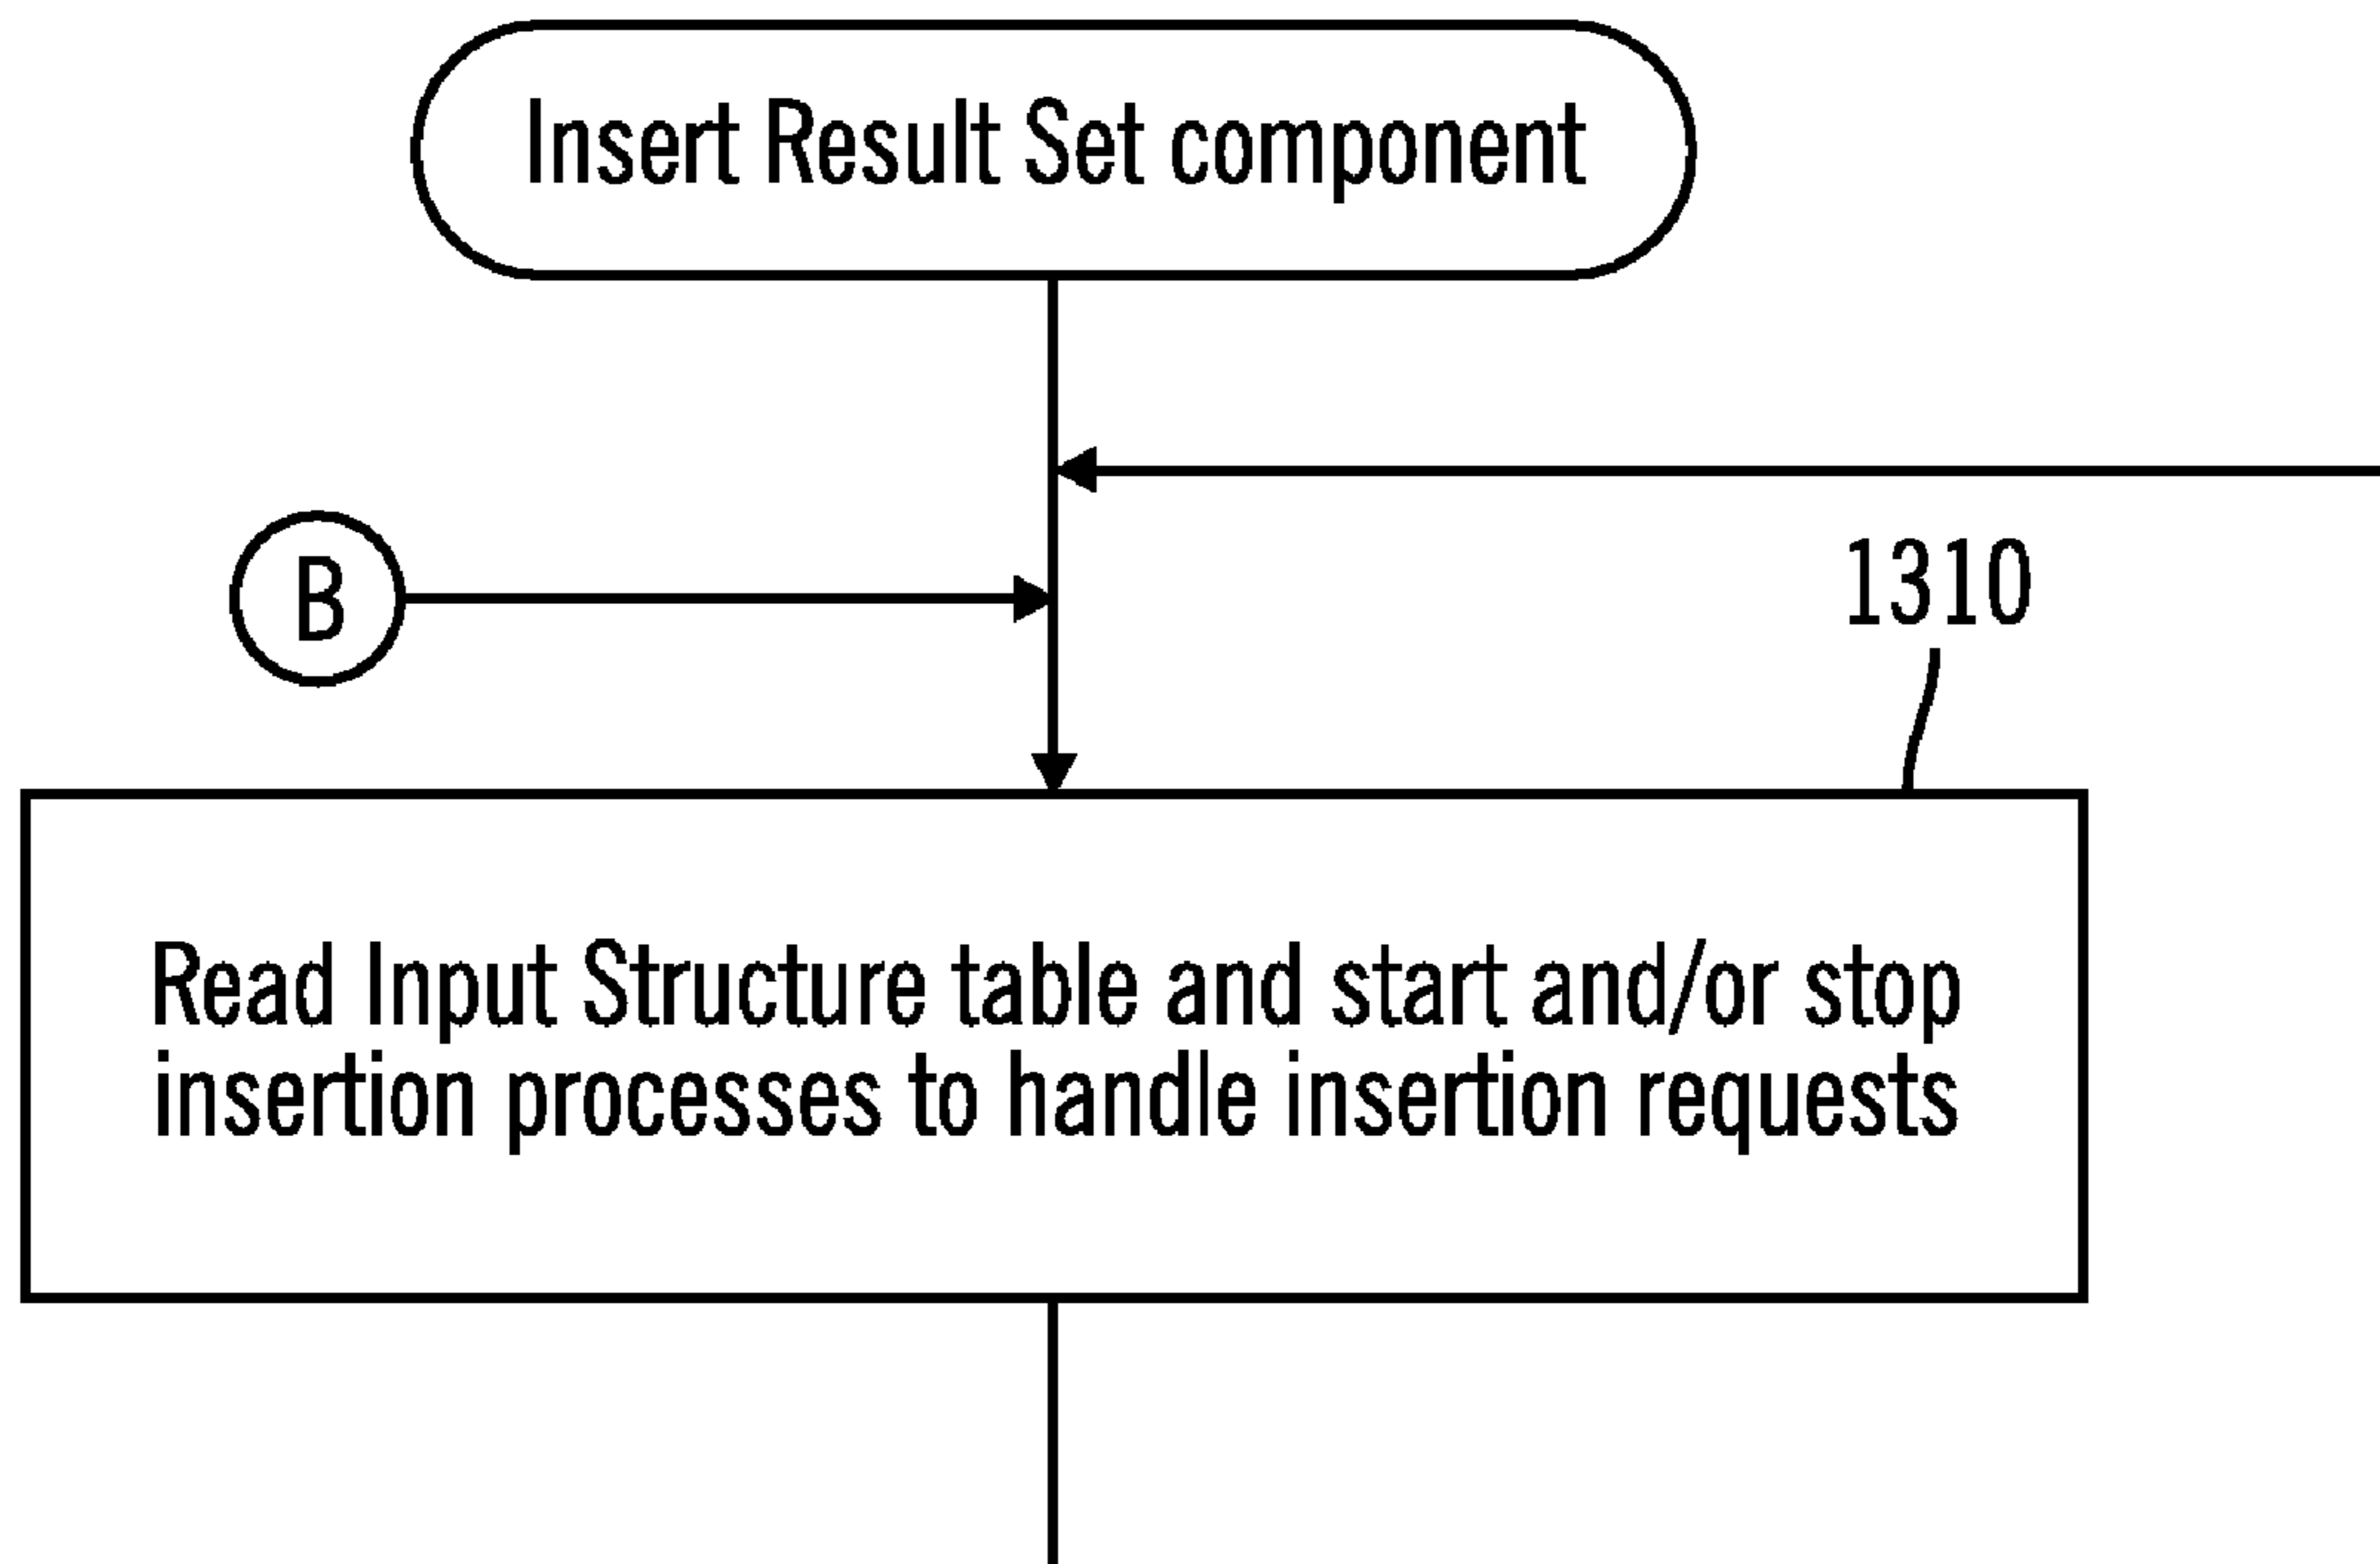 Insert Result Set component
B
1310
Read Input Structure table and start and/or stop
insertion processes to handle insertion requests